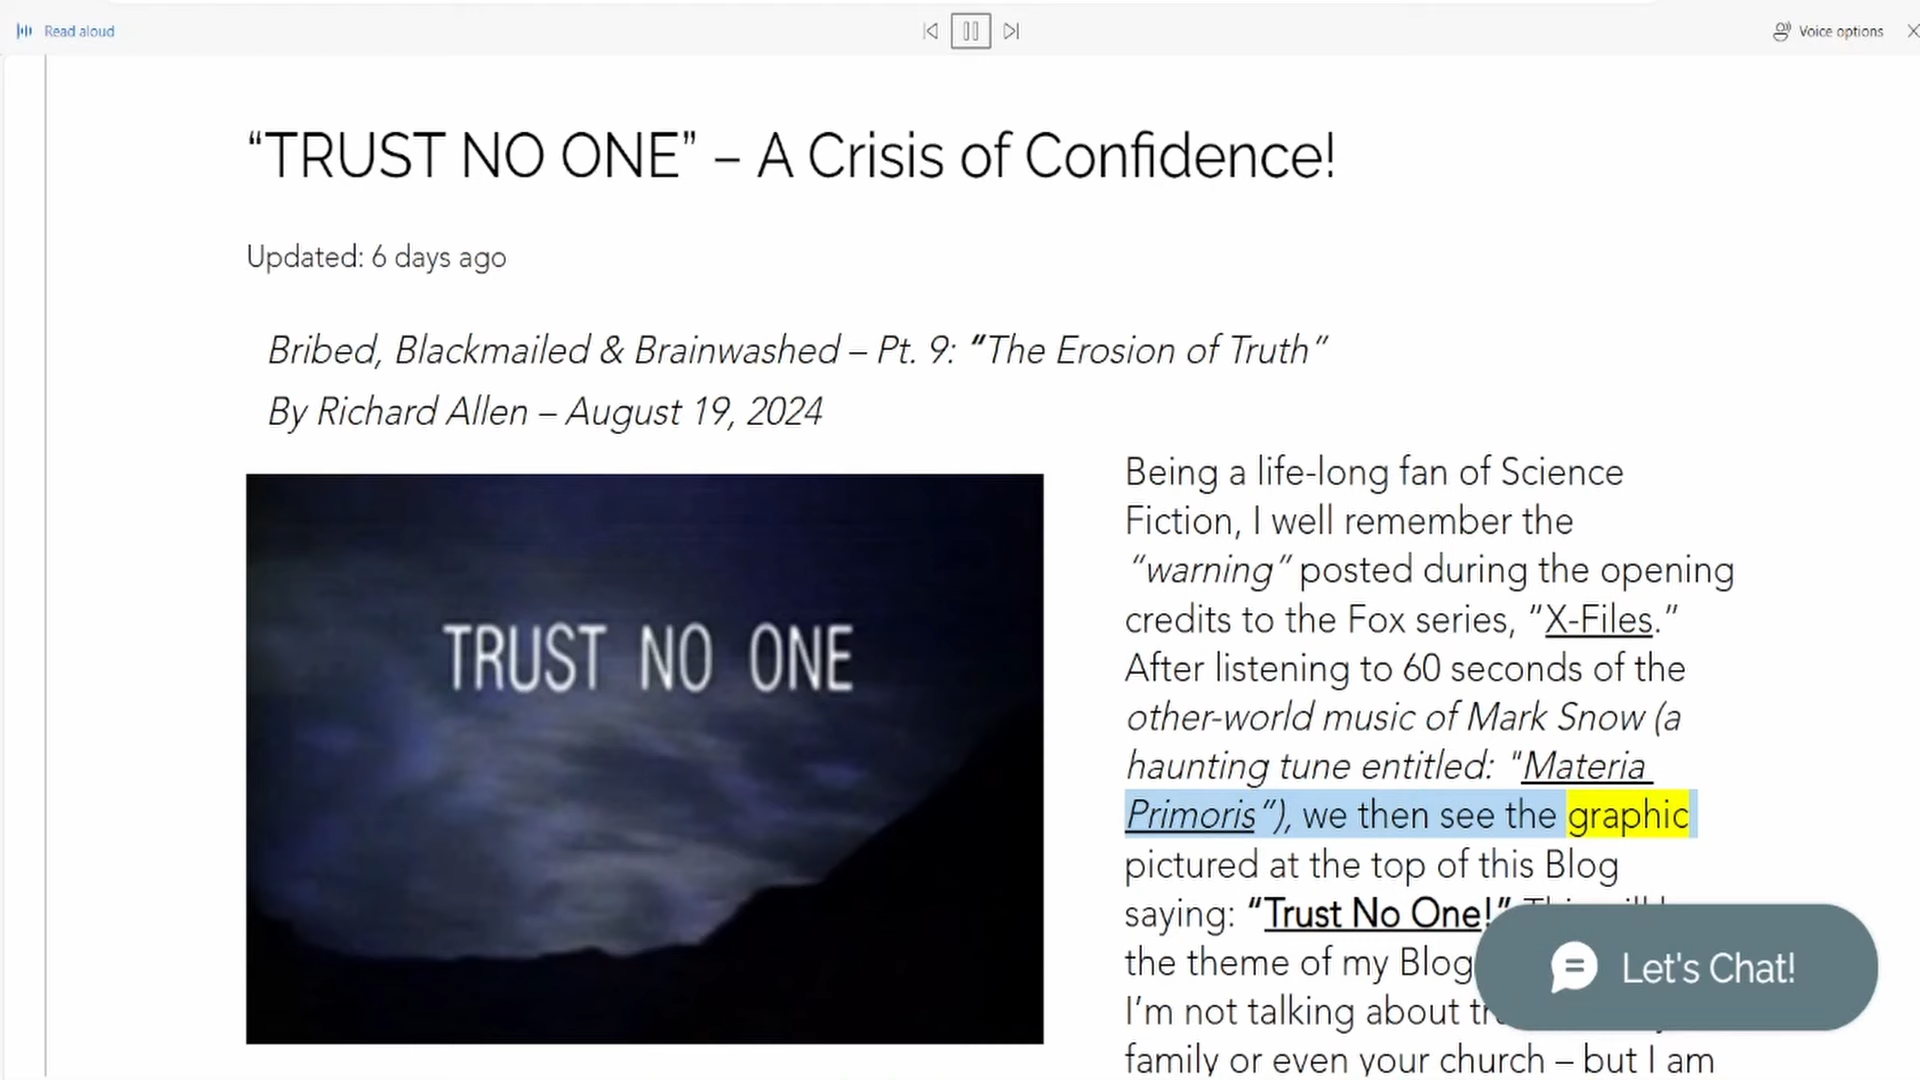 Read aloud
Voice options
“TRUST NO ONE” – A Crisis of Confidence!
Updated: 6 days ago
Bribed, Blackmailed & Brainwashed – Pt. 9: “The Erosion of Truth”
By Richard Allen – August 19, 2024
TRUST NO ONE
Being a life-long fan of Science
Fiction, I well remember the
“warning” posted during the opening
credits to the Fox series, “X-Files.”
After listening to 60 seconds of the
other-world music of Mark Snow (a
haunting tune entitled: “Materia
Primoris”), we then see the graphic
pictured at the top of this Blog
saying: “Trust No One!”
the theme of my Blog
I’m not talking about
family or even your church – but I am
Let's Chat!